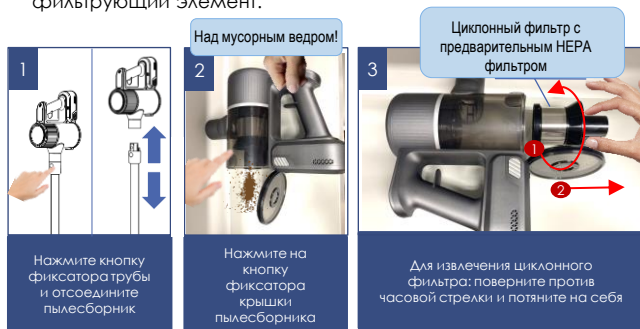 фильтрующий элемент.
1
2
3
Над мусорным ведром!
Циклонный фильтр с
предварительным HEPA
фильтром
1
2
Нажмите кнопку
фиксатора трубы
и отсоедините
пылесборник
Нажмите на
кнопку
фиксатора
крышки
пылесборника
Для извлечения циклонного
фильтра: поверните против
часовой стрелки и потяните на себя